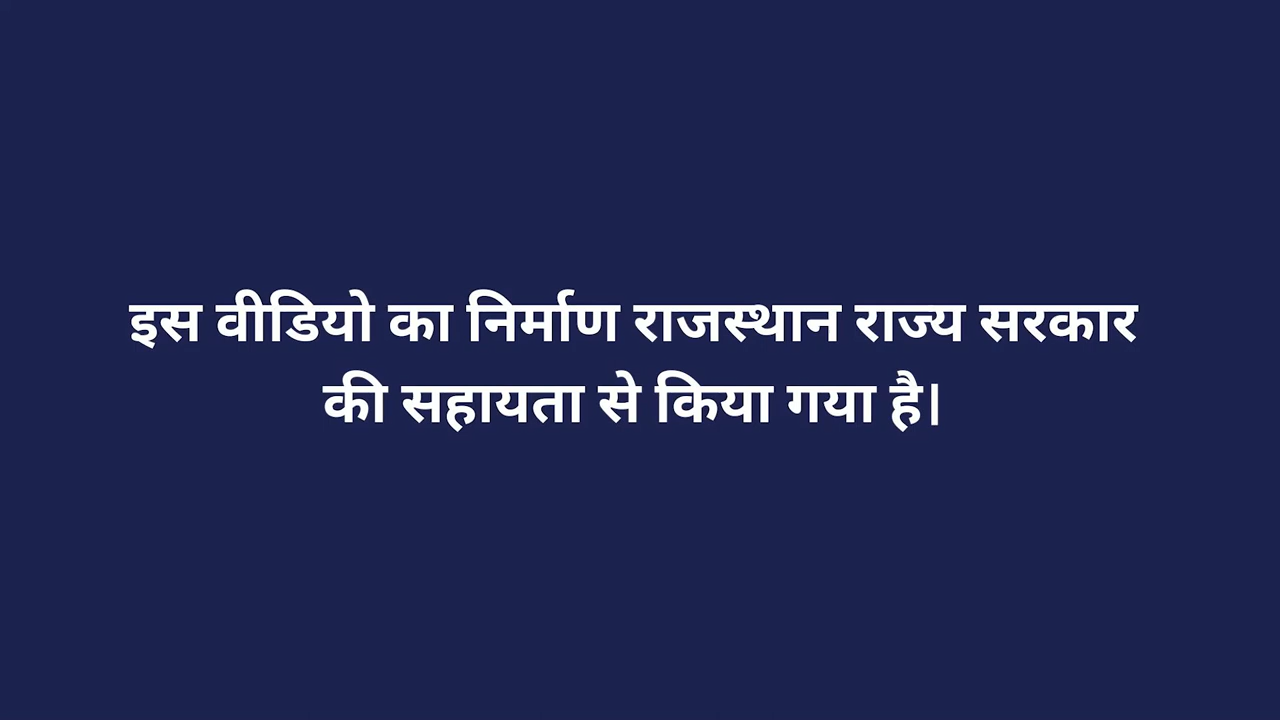 इस वीडियो का निर्माण राजस्थान राज्य सरकार
की सहायता से किया गया है।